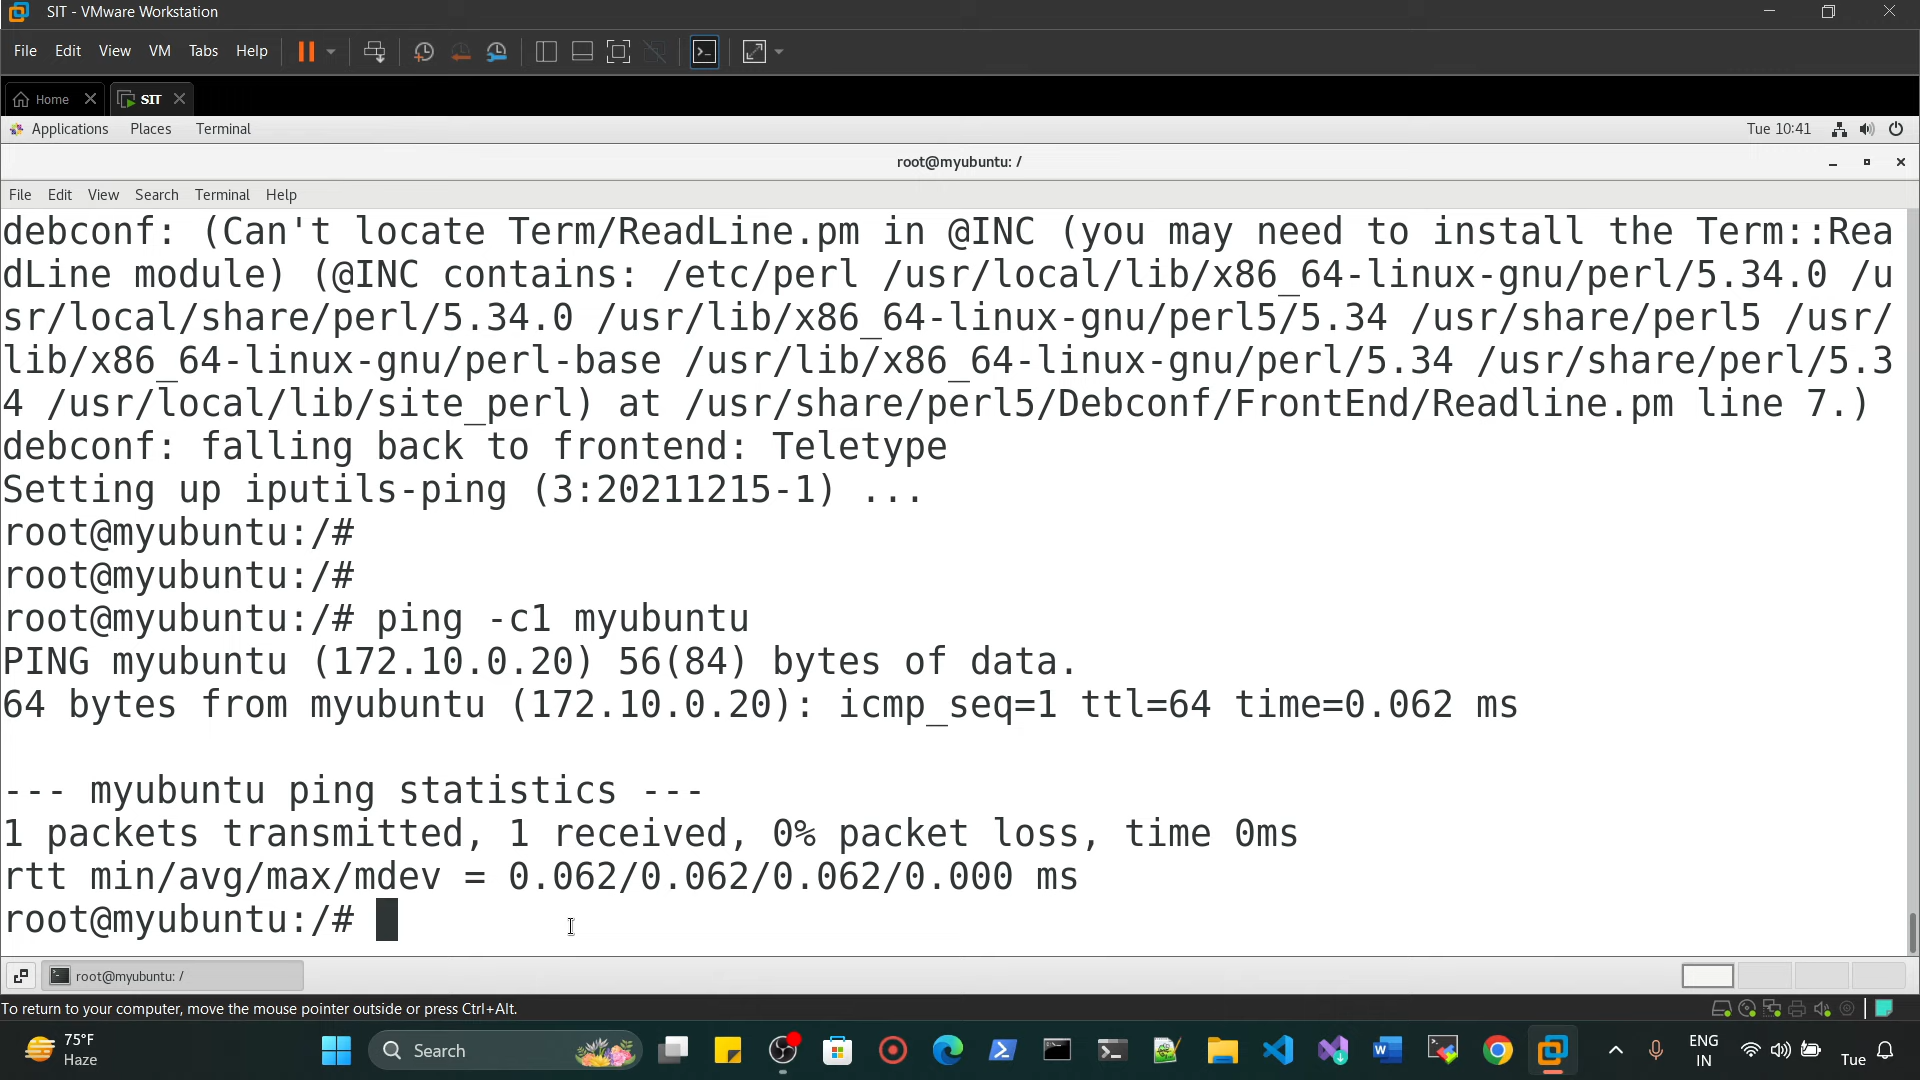 SIT - VMware Workstation
File Edit View VM Tabs Help
Home SIT
Applications Places Terminal Tue 10:41
root@myubuntu: /
File Edit View Search Terminal Help
debconf: (Can't locate Term/ReadLine.pm in @INC (you may need to install the Term::Rea
dLine module) (@INC contains: /etc/perl /usr/local/lib/x86_64-linux-gnu/perl/5.34.0 /u
sr/local/share/perl/5.34.0 /usr/lib/x86_64-linux-gnu/perl5/5.34 /usr/share/perl5 /usr/
lib/x86_64-linux-gnu/perl-base /usr/lib/x86_64-linux-gnu/perl/5.34 /usr/share/perl/5.3
4 /usr/local/lib/site_perl) at /usr/share/perl5/Debconf/FrontEnd/Readline.pm line 7.)
debconf: falling back to frontend: Teletype
Setting up iputils-ping (3:20211215-1) ...
root@myubuntu:/#
root@myubuntu:/#
root@myubuntu:/# ping -c1 myubuntu
PING myubuntu (172.10.0.20) 56(84) bytes of data.
64 bytes from myubuntu (172.10.0.20): icmp_seq=1 ttl=64 time=0.062 ms
--- myubuntu ping statistics ---
1 packets transmitted, 1 received, 0% packet loss, time 0ms
rtt min/avg/max/mdev = 0.062/0.062/0.062/0.000 ms
root@myubuntu:/#
root@myubuntu: /
To return to your computer, move the mouse pointer outside or press Ctrl+Alt.
75°F
Haze
Search
ENG
IN
Tue